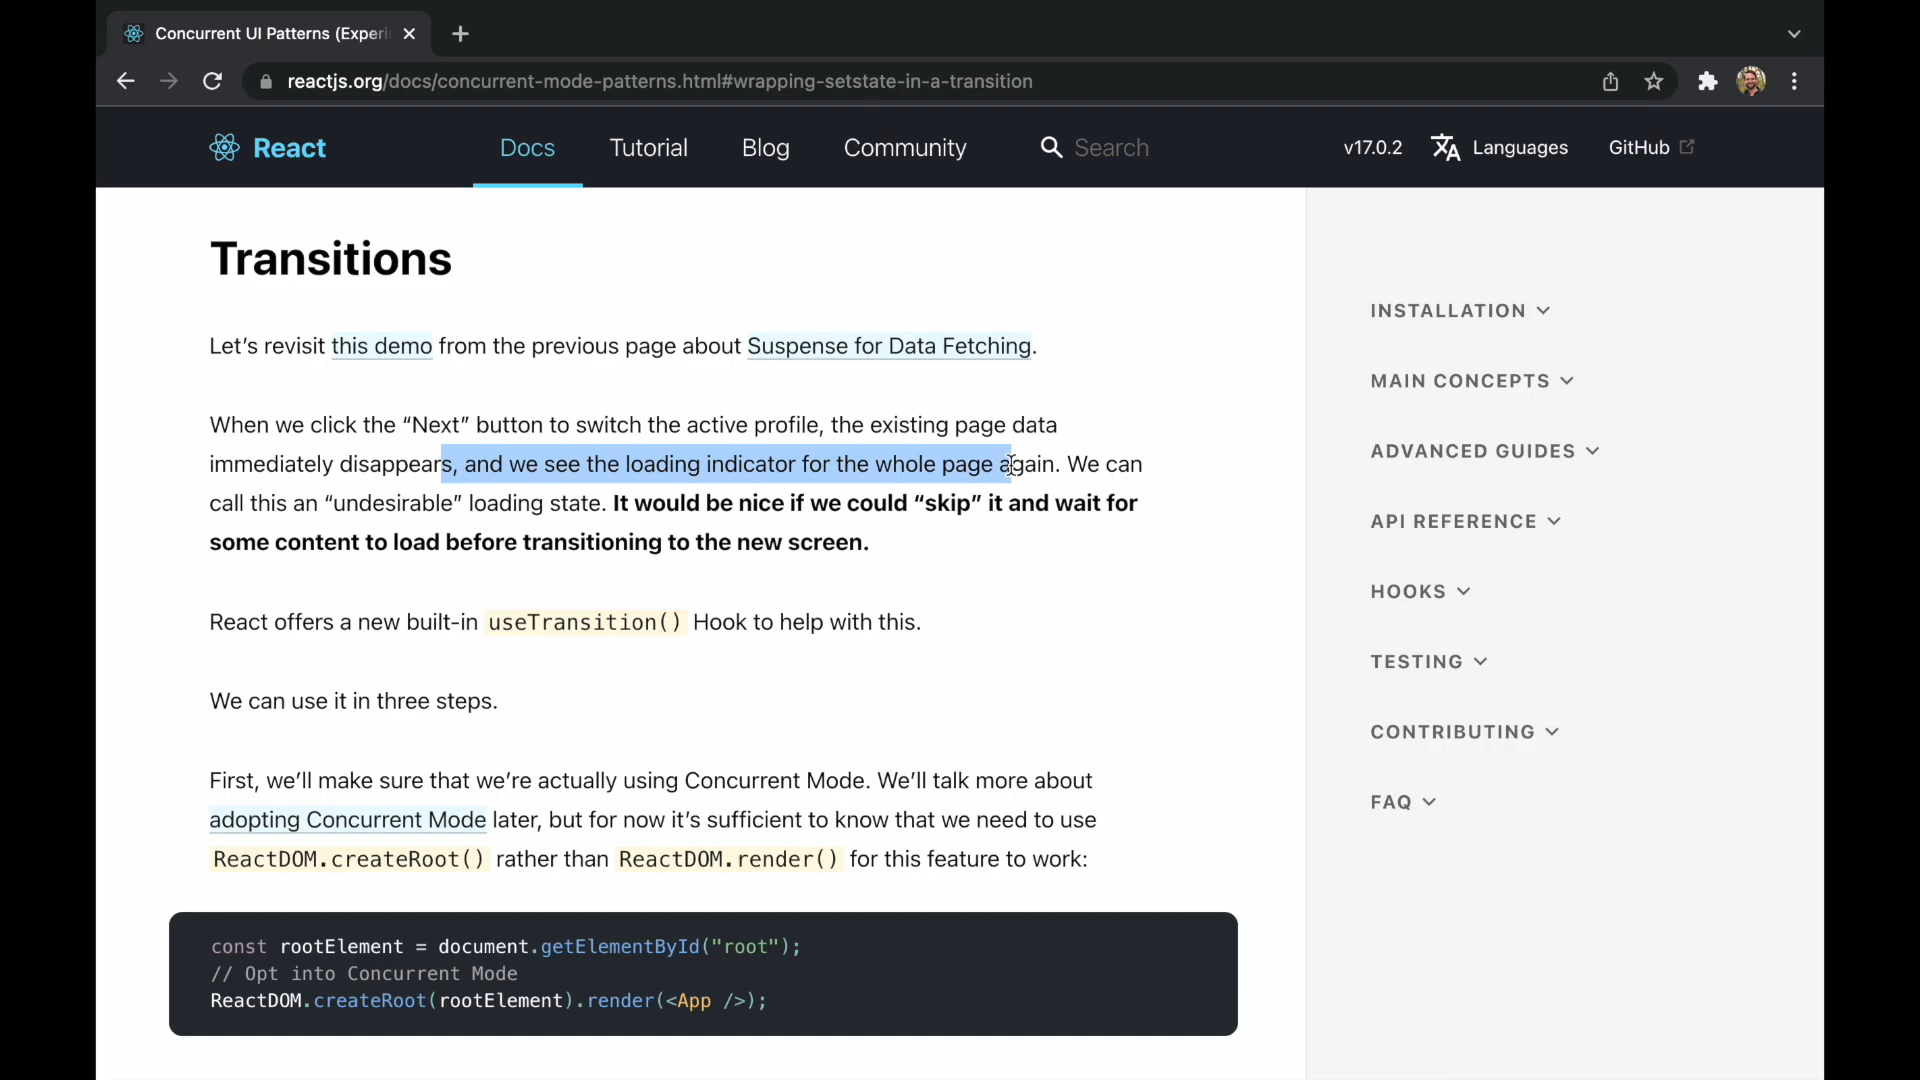 Concurrent UI Patterns (Experi
reactjs.org/docs/concurrent-mode-patterns.html#wrapping-setstate-in-a-transition
React
Docs
Tutorial
Blog
Community
Search
v17.0.2
Languages
GitHub
Transitions
Let’s revisit this demo from the previous page about Suspense for Data Fetching.
When we click the “Next” button to switch the active profile, the existing page data
immediately disappears, and we see the loading indicator for the whole page again. We can
call this an “undesirable” loading state. It would be nice if we could “skip” it and wait for
some content to load before transitioning to the new screen.
React offers a new built-in useTransition() Hook to help with this.
We can use it in three steps.
First, we’ll make sure that we’re actually using Concurrent Mode. We’ll talk more about
adopting Concurrent Mode later, but for now it’s sufficient to know that we need to use
ReactDOM.createRoot() rather than ReactDOM.render() for this feature to work:
const rootElement = document.getElementById("root");
// Opt into Concurrent Mode
ReactDOM.createRoot(rootElement).render(<App />);
INSTALLATION
MAIN CONCEPTS
ADVANCED GUIDES
API REFERENCE
HOOKS
TESTING
CONTRIBUTING
FAQ